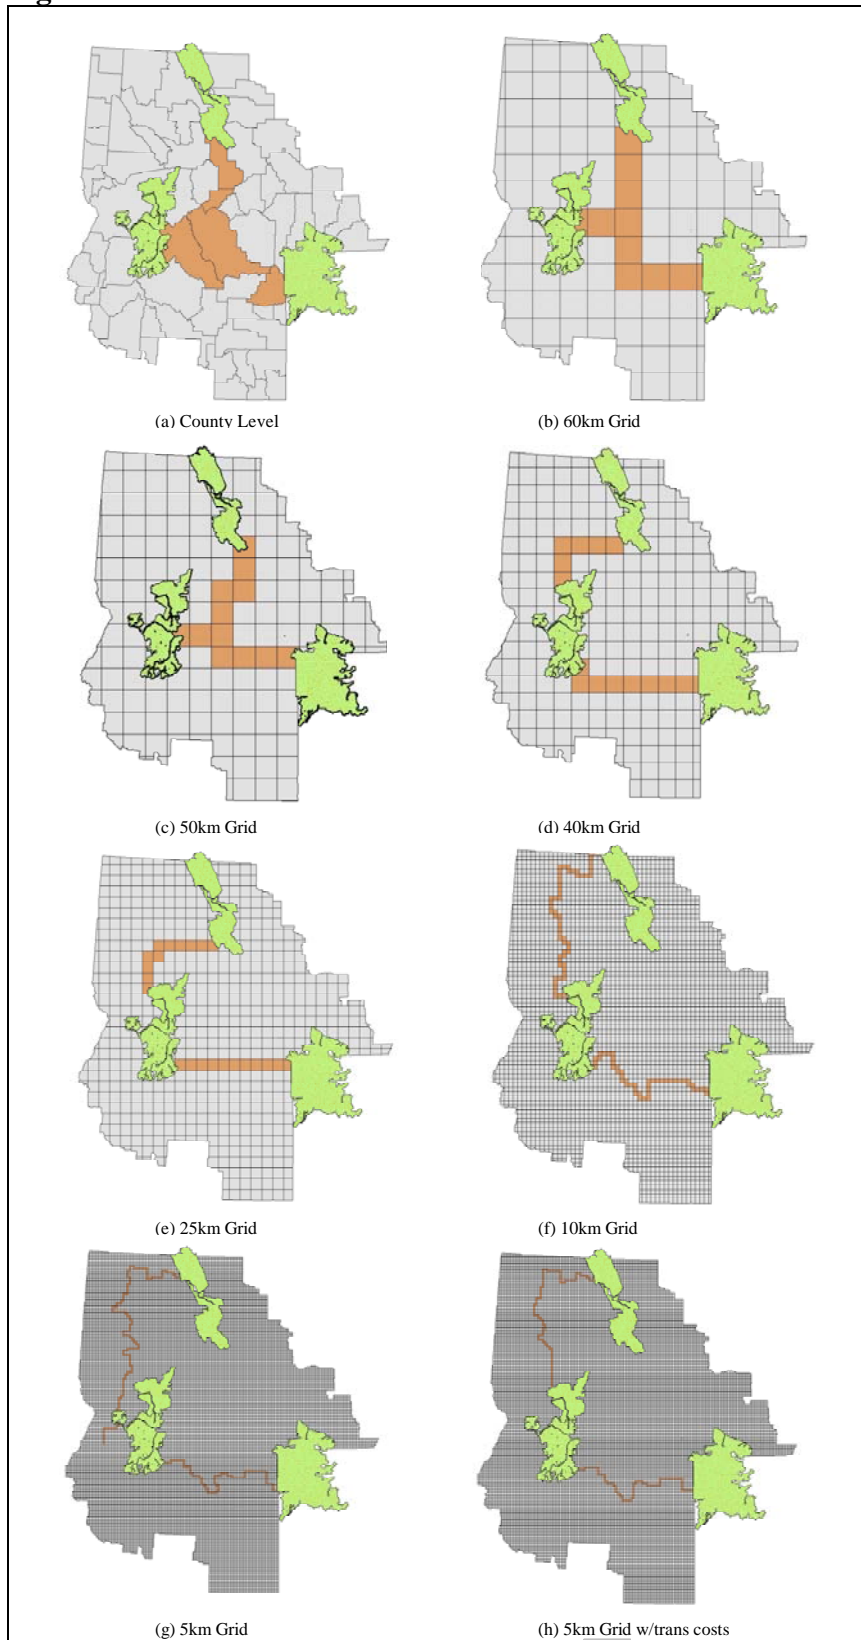 (a) County Level
(b) 60km Grid
(c) 50km Grid
(d) 40km Grid
(e) 25km Grid
(f) 10km Grid
(g) 5km Grid
(h) 5km Grid w/trans costs